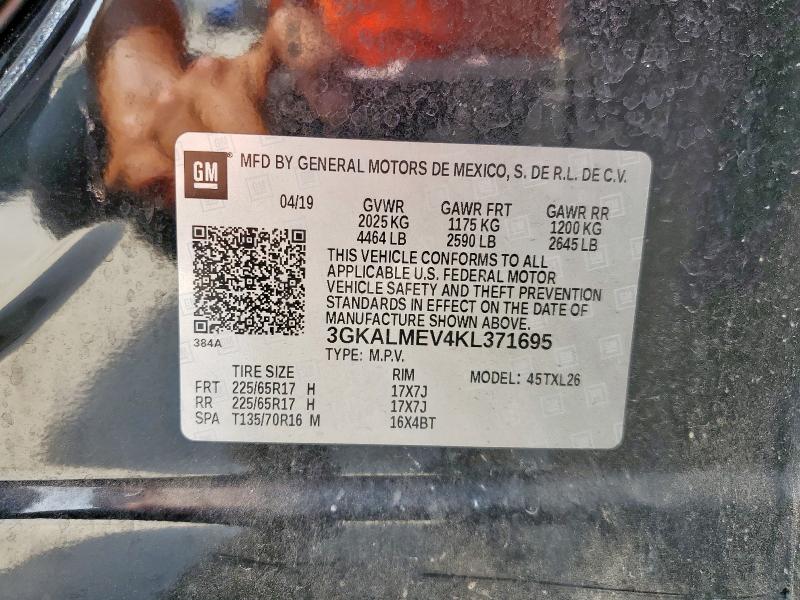 GM® MFD BY GENERAL MOTORS DE MEXICO, S. DE R.L. DE C.V.
04/19 GVWR GAWR FRT GAWR RR
2025 KG 1175 KG 1200 KG
4464 LB 2590 LB 2645 LB
THIS VEHICLE CONFORMS TO ALL
APPLICABLE U.S. FEDERAL MOTOR
VEHICLE SAFETY AND THEFT PREVENTION
STANDARDS IN EFFECT ON THE DATE OF
MANUFACTURE SHOWN ABOVE.
384A
3GKALMEV4KL371695
TYPE: M.P.V.
TIRE SIZE RIM MODEL: 45TXL26
FRT 225/65R17 H 17X7J
RR 225/65R17 H 17X7J
SPA T135/70R16 M 16X4BT